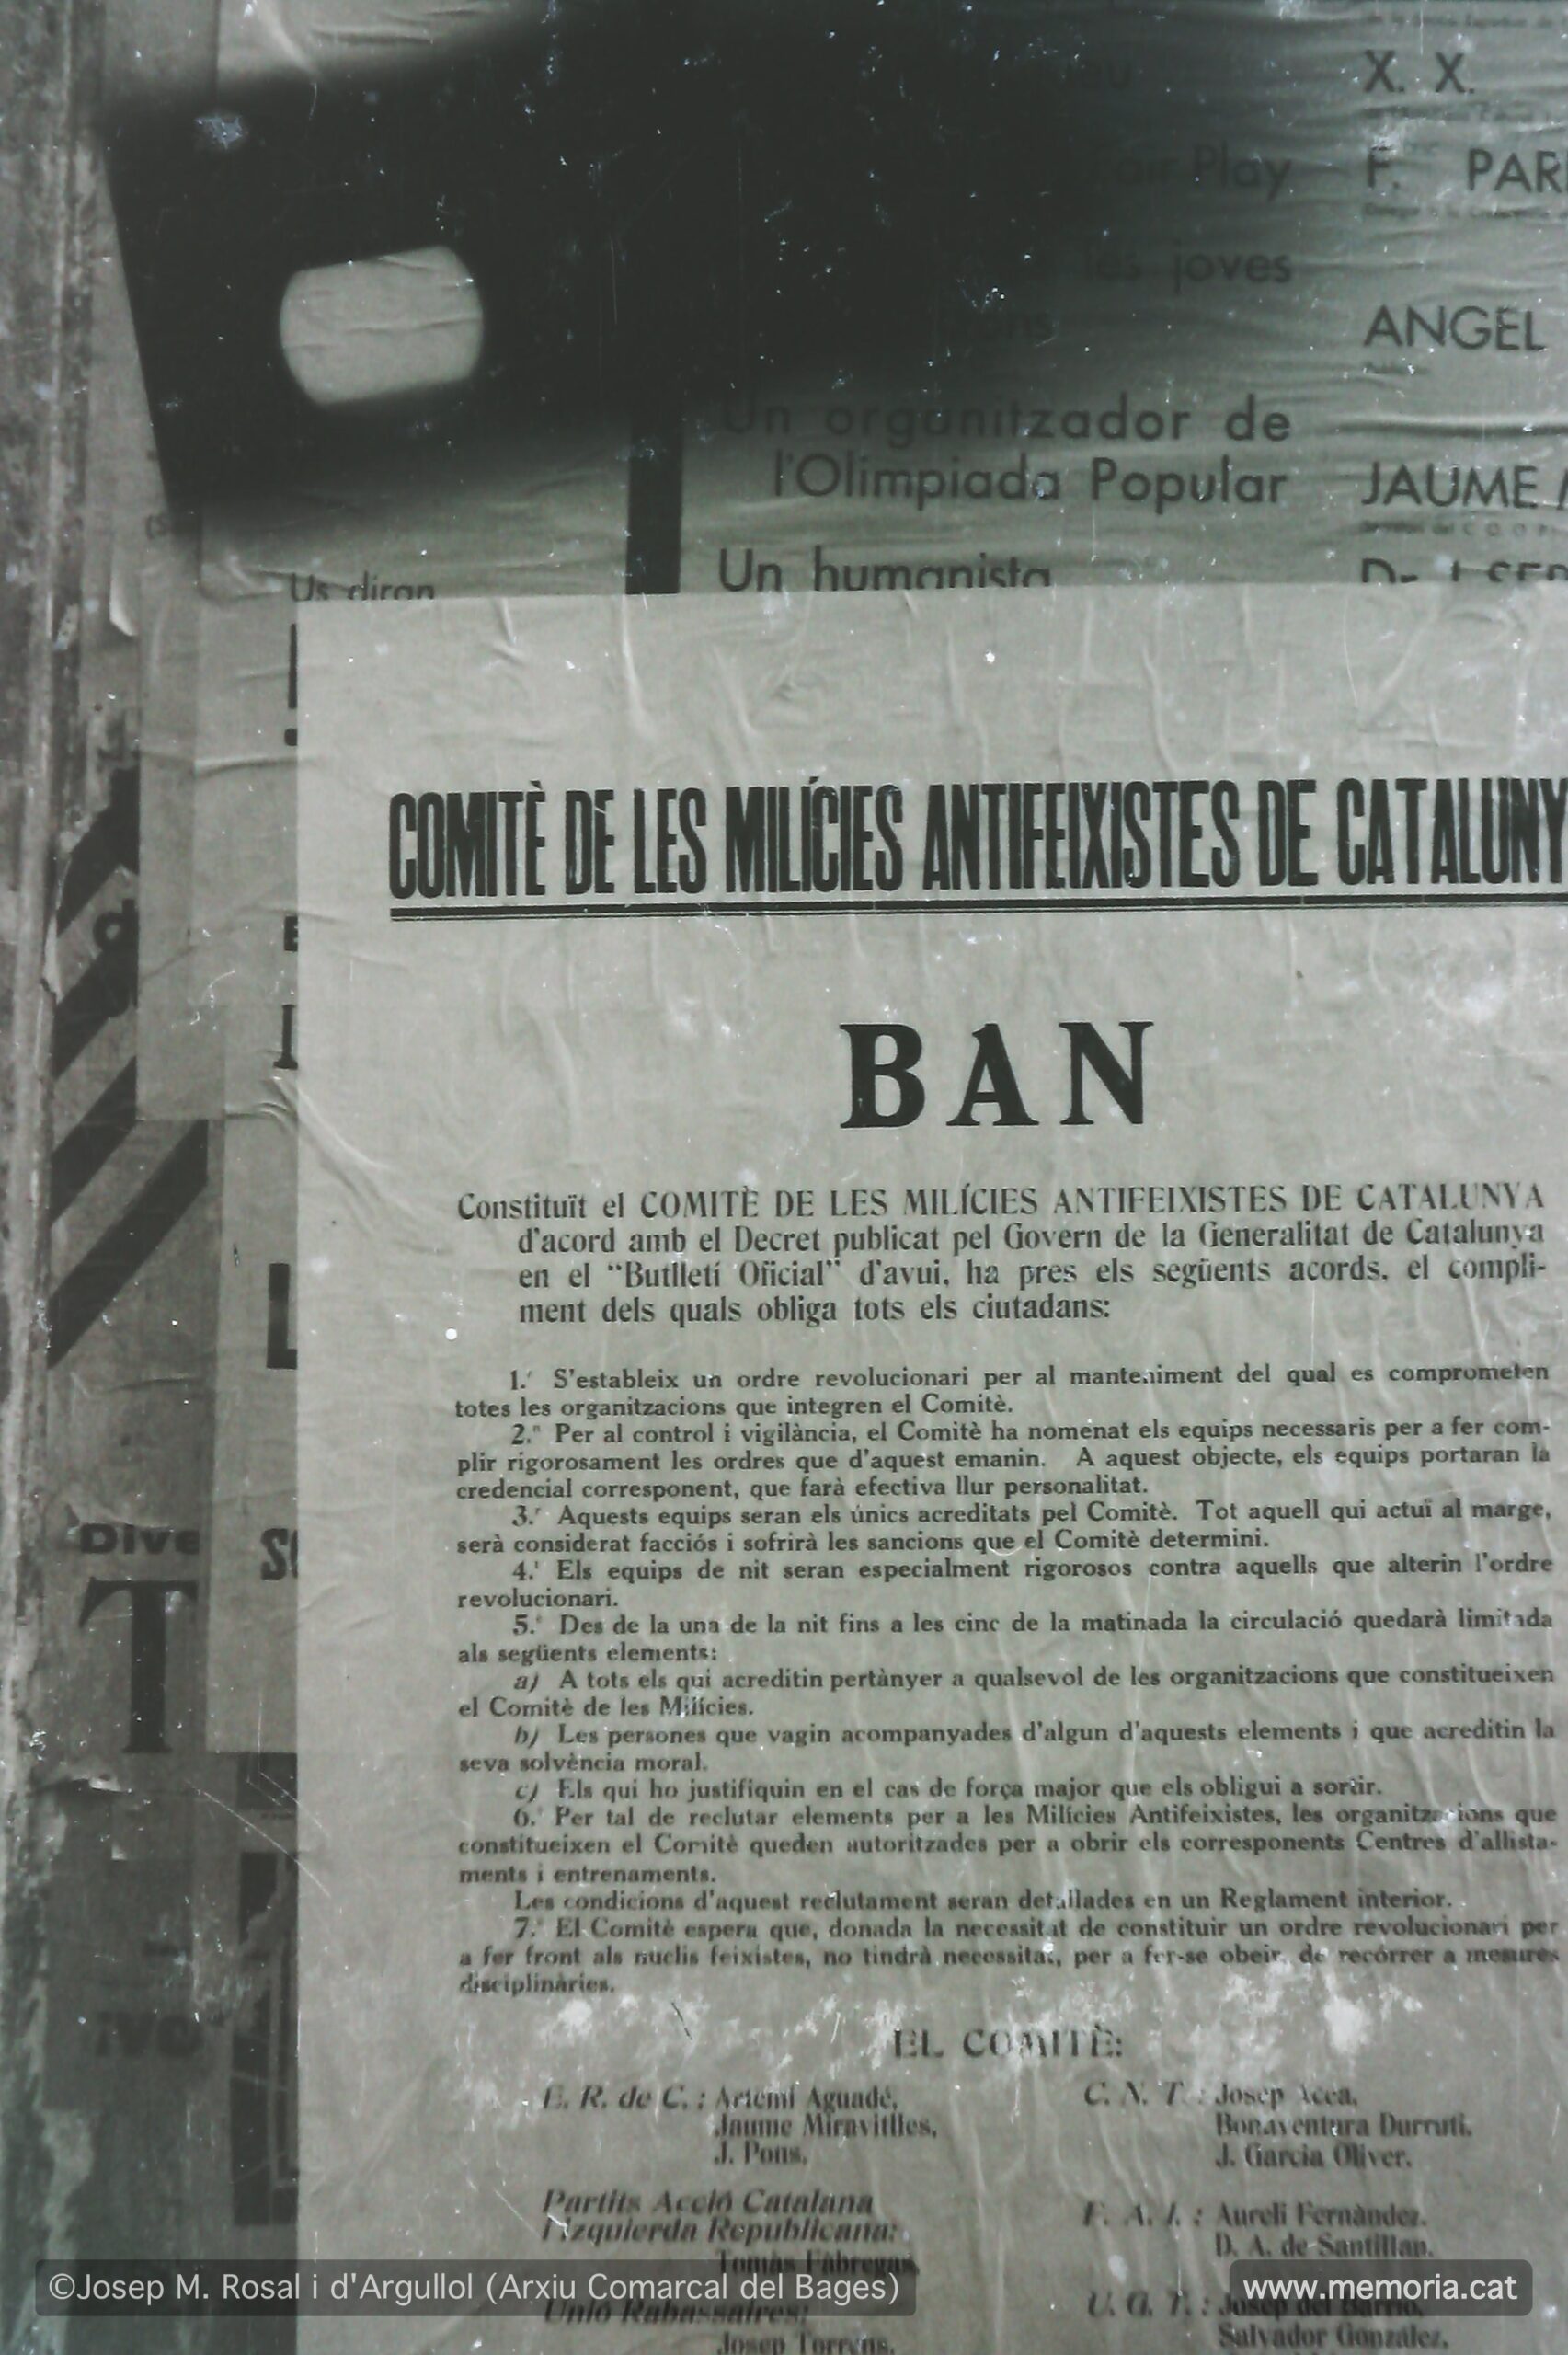 X. X.
Fair Play
F. PAR
les joves
ANGEL
Un organitzador de
l'Olimpiada Popular
JAUME
Un humanista
Us diran
COMITÈ DE LES MILÍCIES ANTIFEIXISTES DE CATALUNY
BAN
Constituït el COMITÈ DE LES MILÍCIES ANTIFEIXISTES DE CATALUNYA
d'acord amb el Decret publicat pel Govern de la Generalitat de Catalunya
en el "Butlletí Oficial" d'avui, ha pres els següents acords, el compli-
ment dels quals obliga tots els ciutadans:
1.º S'estableix un ordre revolucionari per al manteniment del qual es comprometen
totes les organitzacions que integren el Comitè.
2.º Per al control i vigilància, el Comitè ha nomenat els equips necessaris per a fer com-
plir rigorosament les ordres que d'aquest emanin. A aquest objecte, els equips portaran la
credencial corresponent, que farà efectiva llur personalitat.
3.º Aquests equips seran els únics acreditats pel Comitè. Tot aquell qui actuï al marge,
serà considerat facciós i sofrirà les sancions que el Comitè determini.
4.º Els equips de nit seran especialment rigorosos contra aquells que alterin l'ordre
revolucionari.
5.º Des de la una de la nit fins a les cinc de la matinada la circulació quedarà limitada
als següents elements:
a) A tots els qui acreditin pertànyer a qualsevol de les organitzacions que constitueixen
el Comitè de les Milícies.
b) Les persones que vagin acompanyades d'algun d'aquests elements i que acreditin la
seva solvència moral.
c) Els qui ho justifiquin en el cas de força major que els obligui a sortir.
6.º Per tal de reclutar elements per a les Milícies Antifeixistes, les organitzacions que
constitueixen el Comitè queden autoritzades per a obrir els corresponents Centres d'allista-
ments i entrenaments.
Les condicions d'aquest reclutament seran detallades en un Reglament interior.
7.º El Comitè espera que, donada la necessitat de constituir un ordre revolucionari per
a fer front als nuclis feixistes, no tindrà necessitat, per a fer-se obeir, de recórrer a mesures
disciplinàries.
EL COMITÈ:
E. R. de C.: Artemi Aguadé,
Jaume Miravitlles,
J. Pons.
Partits Acció Catalana
i Izquierda Republicana:
Tomàs Fàbregas
Unió Rabassaires:
Josep Torrens.
C. N. T.: Josep Acea,
Bonaventura Durruti,
J. Garcia Oliver.
F. A. I.: Aureli Fernàndez,
D. A. de Santillan.
U. G. T.: Josep del Barrio,
Salvador González,
Dive
T
©Josep M. Rosal i d'Argullol (Arxiu Comarcal del Bages)
www.memoria.cat